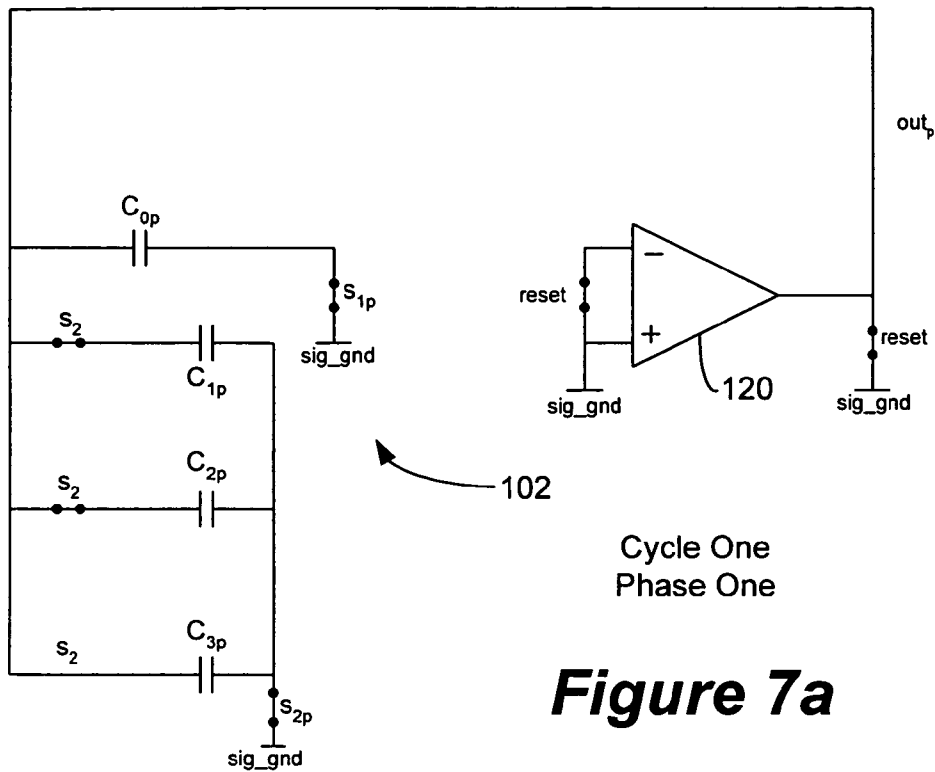 out_p
C_0p
reset
−
s_1p
+
reset
s_2
C_1p
sig_gnd
120
sig_gnd
sig_gnd
C_2p
s_2
102
Cycle One
Phase One
C_3p
s_2
s_2p
sig_gnd
Figure 7a